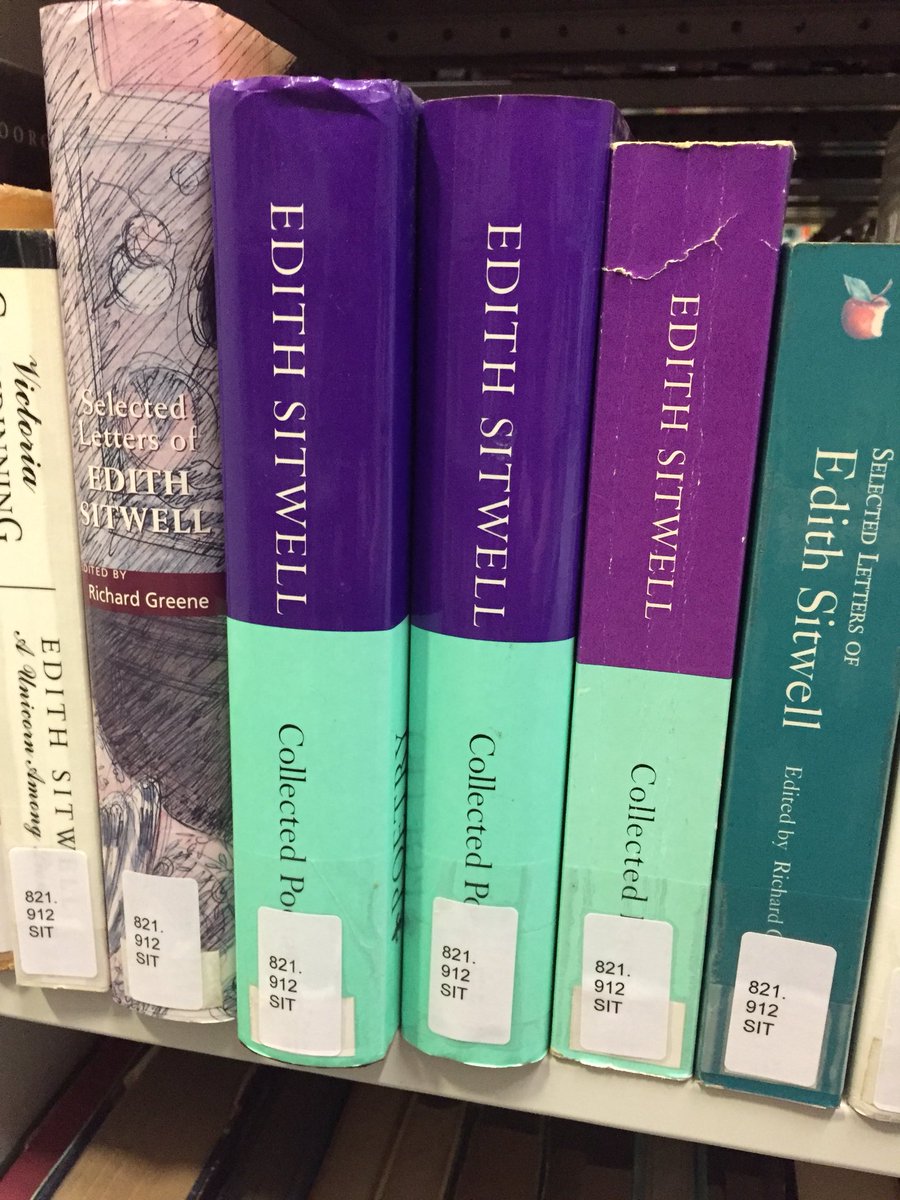 Victoria
EDITH SITW
A Unicorn Among
821.
912
SIT
Selected
Letters of
EDITH
SITWELL
DITED BY
Richard Greene
821.
912
SIT
EDITH SITWELL
Collected Po
821.
912
SIT
EDITH SITWELL
Collected Po
821.
912
SIT
EDITH SITWELL
Collected
821.
912
SIT
SELECTED LETTERS OF
Edith Sitwell
Edited by Richard
821.
912
SIT